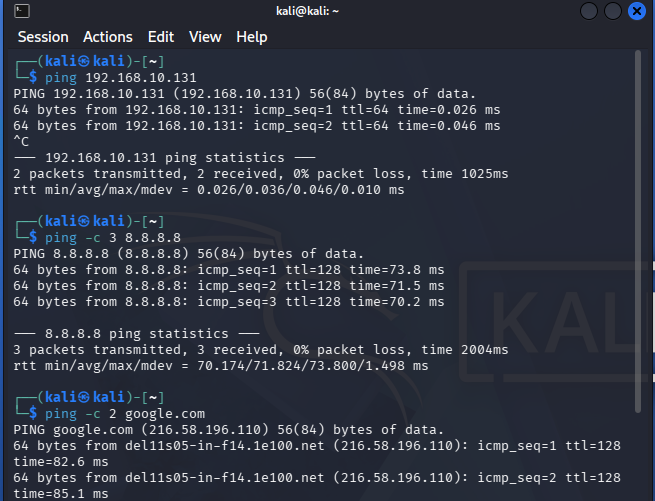 kali@kali: ~
Session Actions Edit View Help
┌──(kali㉿kali)-[~]
└─$ ping 192.168.10.131
PING 192.168.10.131 (192.168.10.131) 56(84) bytes of data.
64 bytes from 192.168.10.131: icmp_seq=1 ttl=64 time=0.026 ms
64 bytes from 192.168.10.131: icmp_seq=2 ttl=64 time=0.046 ms
^C
--- 192.168.10.131 ping statistics ---
2 packets transmitted, 2 received, 0% packet loss, time 1025ms
rtt min/avg/max/mdev = 0.026/0.036/0.046/0.010 ms
┌──(kali㉿kali)-[~]
└─$ ping -c 3 8.8.8.8
PING 8.8.8.8 (8.8.8.8) 56(84) bytes of data.
64 bytes from 8.8.8.8: icmp_seq=1 ttl=128 time=73.8 ms
64 bytes from 8.8.8.8: icmp_seq=2 ttl=128 time=71.5 ms
64 bytes from 8.8.8.8: icmp_seq=3 ttl=128 time=70.2 ms
--- 8.8.8.8 ping statistics ---
3 packets transmitted, 3 received, 0% packet loss, time 2004ms
rtt min/avg/max/mdev = 70.174/71.824/73.800/1.498 ms
KAL
┌──(kali㉿kali)-[~]
└─$ ping -c 2 google.com
PING google.com (216.58.196.110) 56(84) bytes of data.
64 bytes from del11s05-in-f14.1e100.net (216.58.196.110): icmp_seq=1 ttl=128
time=82.6 ms
64 bytes from del11s05-in-f14.1e100.net (216.58.196.110): icmp_seq=2 ttl=128
time=85.1 ms